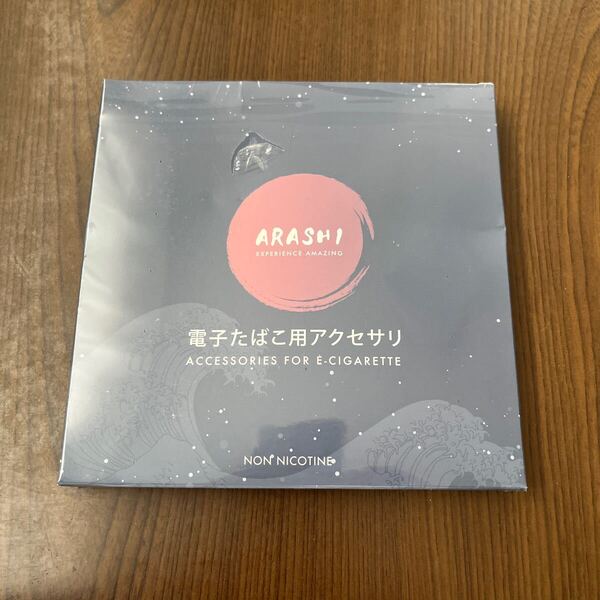 ARASHI
EXPERIENCE AMAZING
電子たばこ用アクセサリ
ACCESSORIES FOR E-CIGARETTE
NON NICOTINE